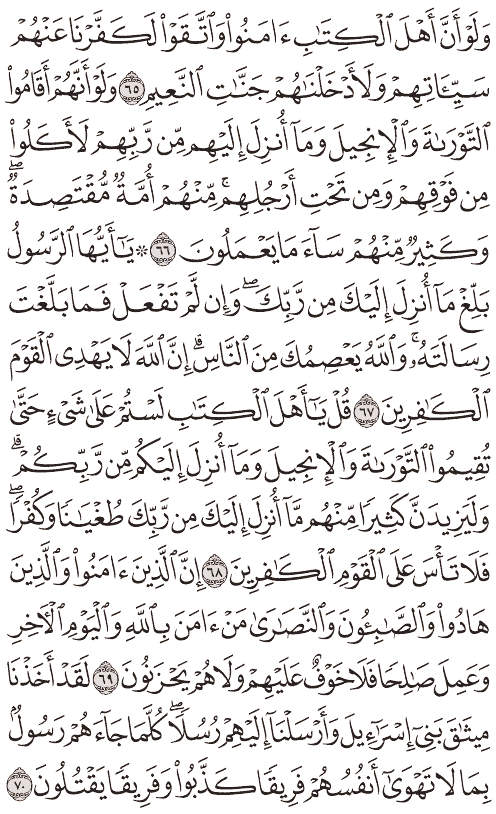 وَلَوۡ أَنَّ أَهۡلَ ٱلۡكِتَٰبِ ءَامَنُواْ وَٱتَّقَوۡاْ لَكَفَّرۡنَا عَنۡهُمۡ
سَيِّـَٔاتِهِمۡ وَلَأَدۡخَلۡنَٰهُمۡ جَنَّٰتِ ٱلنَّعِيمِ ٦٥ وَلَوۡ أَنَّهُمۡ أَقَامُواْ
ٱلتَّوۡرَىٰةَ وَٱلۡإِنجِيلَ وَمَآ أُنزِلَ إِلَيۡهِم مِّن رَّبِّهِمۡ لَأَكَلُواْ
مِن فَوۡقِهِمۡ وَمِن تَحۡتِ أَرۡجُلِهِمۚ مِّنۡهُمۡ أُمَّةٞ مُّقۡتَصِدَةٞۖ
وَكَثِيرٞ مِّنۡهُمۡ سَآءَ مَا يَعۡمَلُونَ ٦٦ ۞ يَٰٓأَيُّهَا ٱلرَّسُولُ
بَلِّغۡ مَآ أُنزِلَ إِلَيۡكَ مِن رَّبِّكَۖ وَإِن لَّمۡ تَفۡعَلۡ فَمَا بَلَّغۡتَ
رِسَالَتَهُۥۚ وَٱللَّهُ يَعۡصِمُكَ مِنَ ٱلنَّاسِۗ إِنَّ ٱللَّهَ لَا يَهۡدِي ٱلۡقَوۡمَ
ٱلۡكَٰفِرِينَ ٦٧ قُلۡ يَٰٓأَهۡلَ ٱلۡكِتَٰبِ لَسۡتُمۡ عَلَىٰ شَيۡءٍ حَتَّىٰ
تُقِيمُواْ ٱلتَّوۡرَىٰةَ وَٱلۡإِنجِيلَ وَمَآ أُنزِلَ إِلَيۡكُم مِّن رَّبِّكُمۡۗ
وَلَيَزِيدَنَّ كَثِيرٗا مِّنۡهُم مَّآ أُنزِلَ إِلَيۡكَ مِن رَّبِّكَ طُغۡيَٰنٗا وَكُفۡرٗاۖ
فَلَا تَأۡسَ عَلَى ٱلۡقَوۡمِ ٱلۡكَٰفِرِينَ ٦٨ إِنَّ ٱلَّذِينَ ءَامَنُواْ وَٱلَّذِينَ
هَادُواْ وَٱلصَّٰبِـُٔونَ وَٱلنَّصَٰرَىٰ مَنۡ ءَامَنَ بِٱللَّهِ وَٱلۡيَوۡمِ ٱلۡأٓخِرِ
وَعَمِلَ صَٰلِحٗا فَلَا خَوۡفٌ عَلَيۡهِمۡ وَلَا هُمۡ يَحۡزَنُونَ ٦٩ لَقَدۡ أَخَذۡنَا
مِيثَٰقَ بَنِيٓ إِسۡرَٰٓءِيلَ وَأَرۡسَلۡنَآ إِلَيۡهِمۡ رُسُلٗاۖ كُلَّمَا جَآءَهُمۡ رَسُولُۢ
بِمَا لَا تَهۡوَىٰٓ أَنفُسُهُمۡ فَرِيقٗا كَذَّبُواْ وَفَرِيقٗا يَقۡتُلُونَ ٧٠